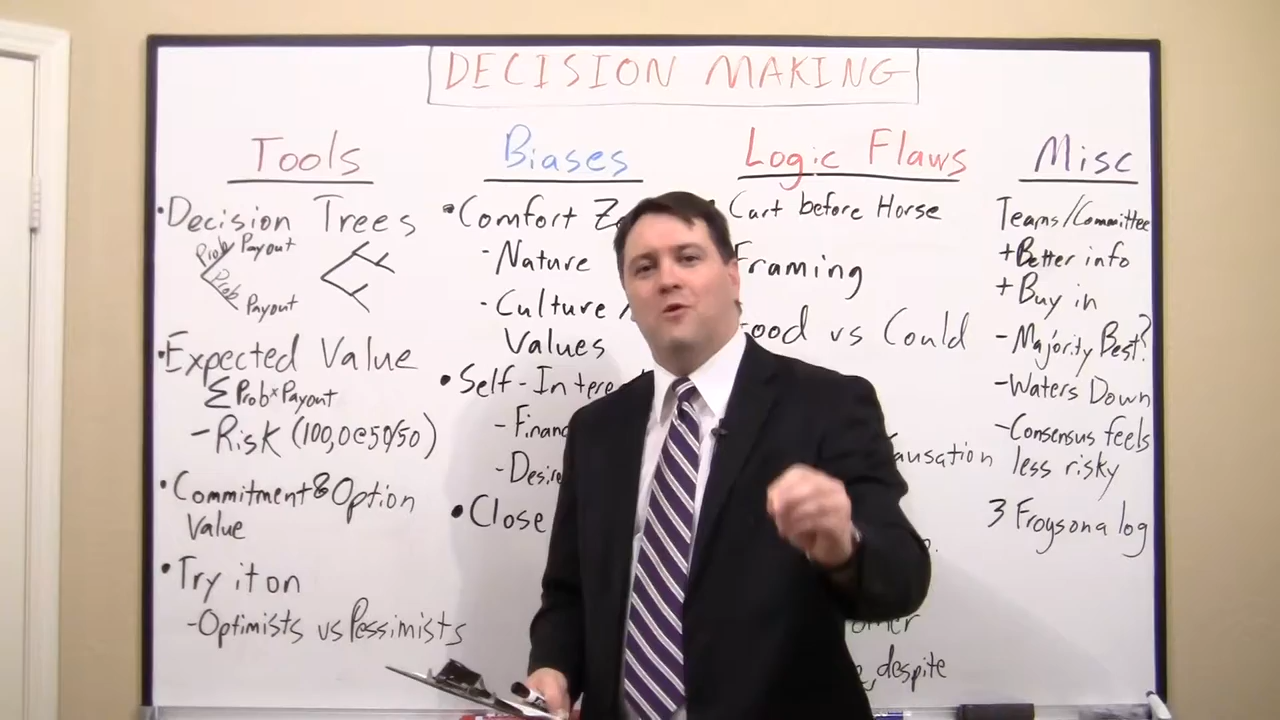 DECISION MAKING
Tools
• Decision Trees
Prob Payout
Prob
Payout
• Expected Value
Σ Prob×Payout
- Risk (100,0@50/50)
• Commitment & Option
Value
• Try it on
- Optimists vs Pessimists
Biases
• Comfort
- Nature
- Culture /
Values
• Self-Intere
- Financ
- Desire
• Close
Logic Flaws
Cart before Horse
Framing
ood vs Could
ausation
omer
, despite
Misc
Teams/Committee
+ Better info
+ Buy in
- Majority Best?
- Waters Down
- Consensus feels
less risky
3 Frogs on a log